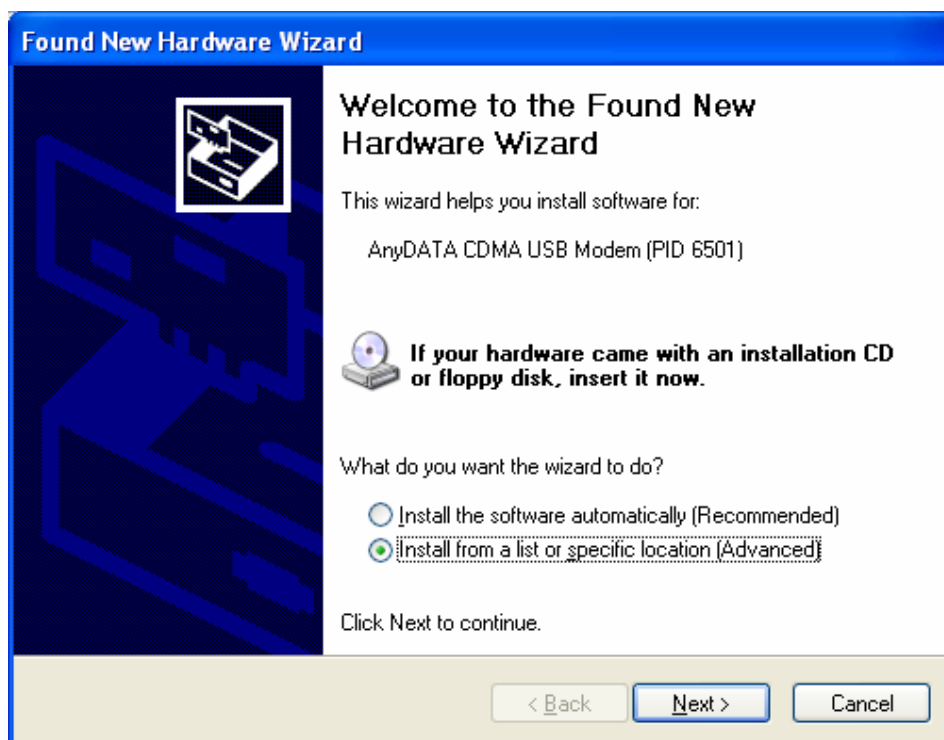 Found New Hardware Wizard
Welcome to the Found New
Hardware Wizard
This wizard helps you install software for:
AnyDATA CDMA USB Modem (PID 6501)
If your hardware came with an installation CD
or floppy disk, insert it now.
What do you want the wizard to do?
Install the software automatically (Recommended)
Install from a list or specific location (Advanced)
Click Next to continue.
< Back Next > Cancel